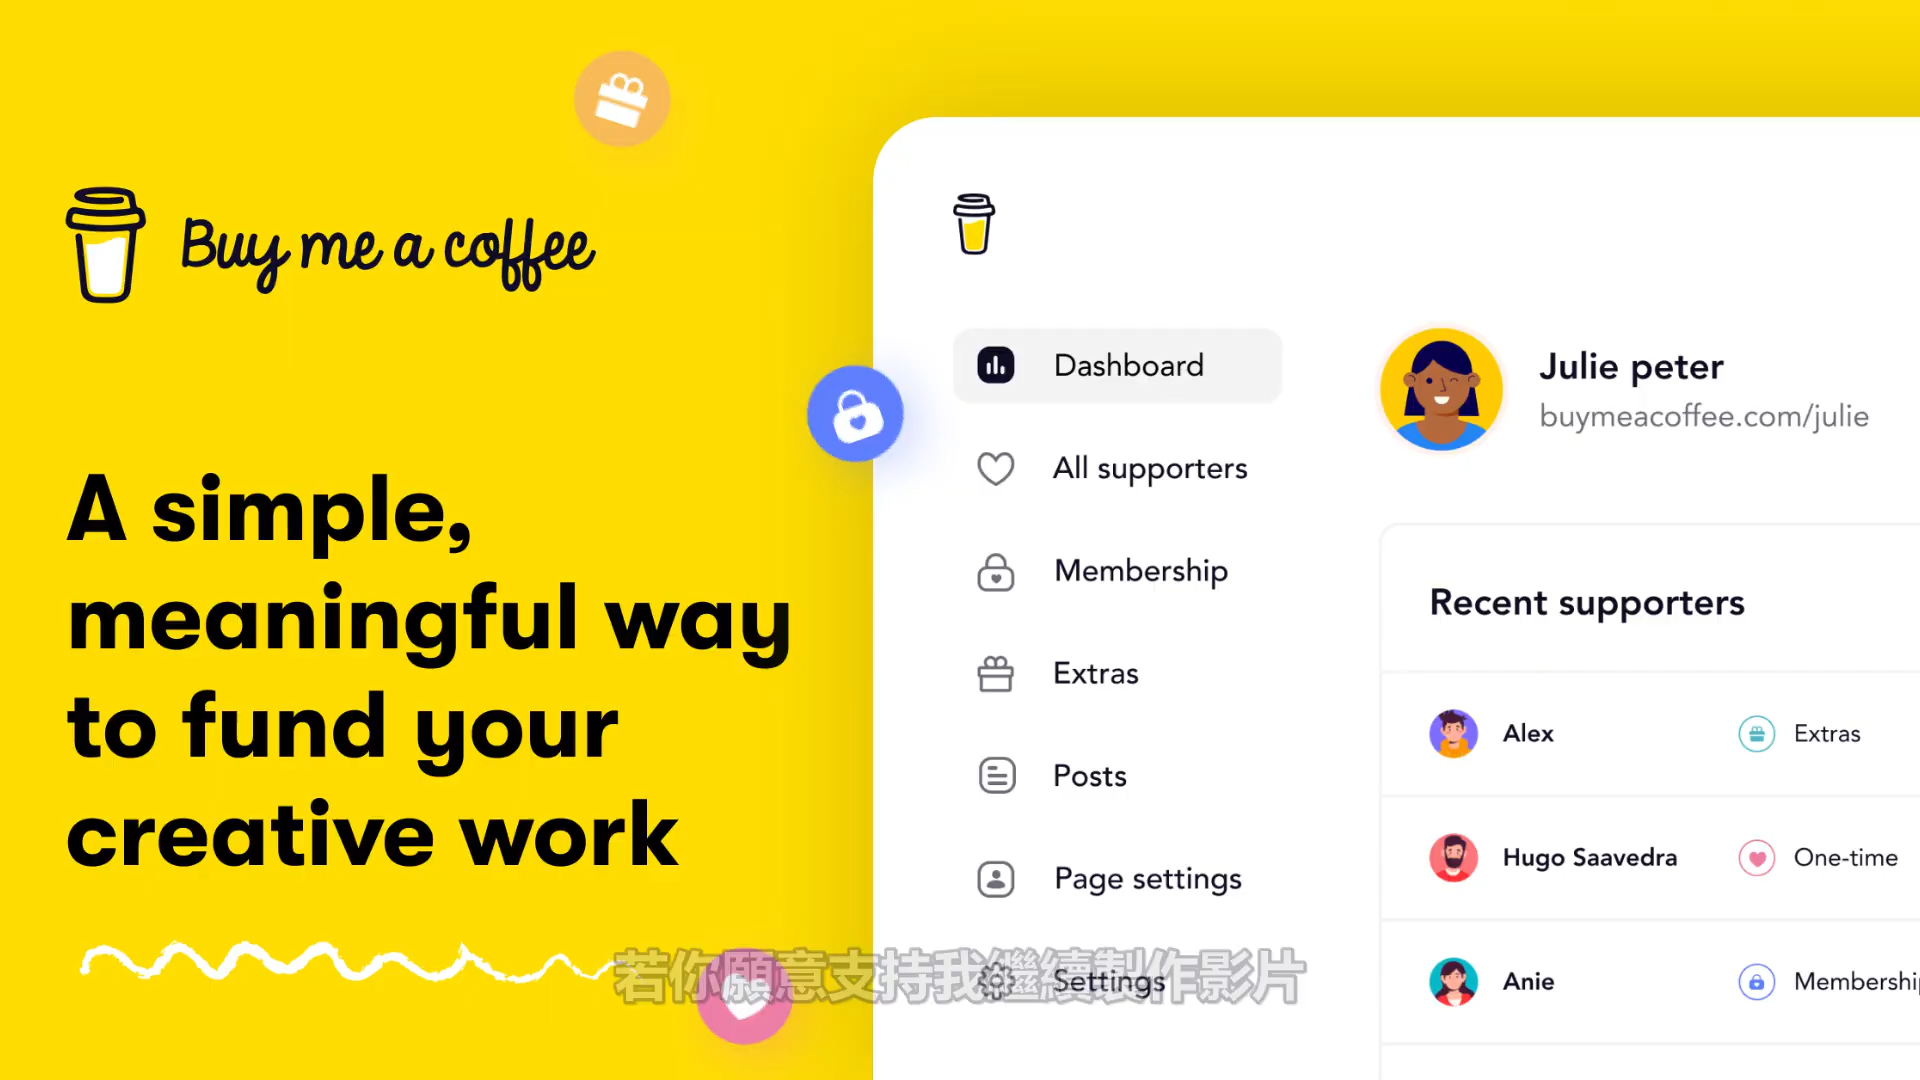 Buy me a coffee
A simple,
meaningful way
to fund your
creative work
Dashboard
All supporters
Membership
Extras
Posts
Page settings
Settings
Julie peter
buymeacoffee.com/julie
Recent supporters
Alex Extras
Hugo Saavedra One-time
Anie Membership
若你願意支持我繼續製作影片